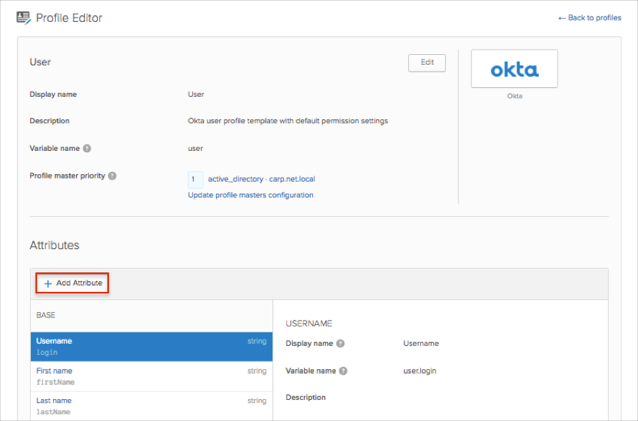 Profile Editor
← Back to profiles
User
Edit
okta
Okta
Display name
User
Description
Okta user profile template with default permission settings
Variable name ?
user
Profile master priority ?
1 active_directory - carp.net.local
Update profile masters configuration
Attributes
+ Add Attribute
BASE
Username string
login
First name string
firstName
Last name string
lastName
USERNAME
Display name ? Username
Variable name ? user.login
Description